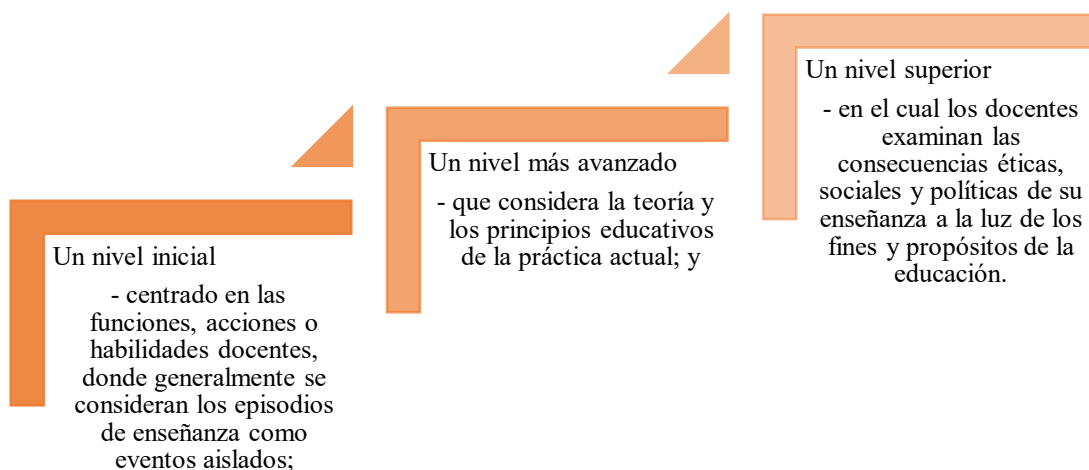 Un nivel inicial
- centrado en las
funciones, acciones o
habilidades docentes,
donde generalmente se
consideran los episodios
de enseñanza como
eventos aislados;
Un nivel más avanzado
- que considera la teoría y
los principios educativos
de la práctica actual; y
Un nivel superior
- en el cual los docentes
examinan las
consecuencias éticas,
sociales y políticas de su
enseñanza a la luz de los
fines y propósitos de la
educación.